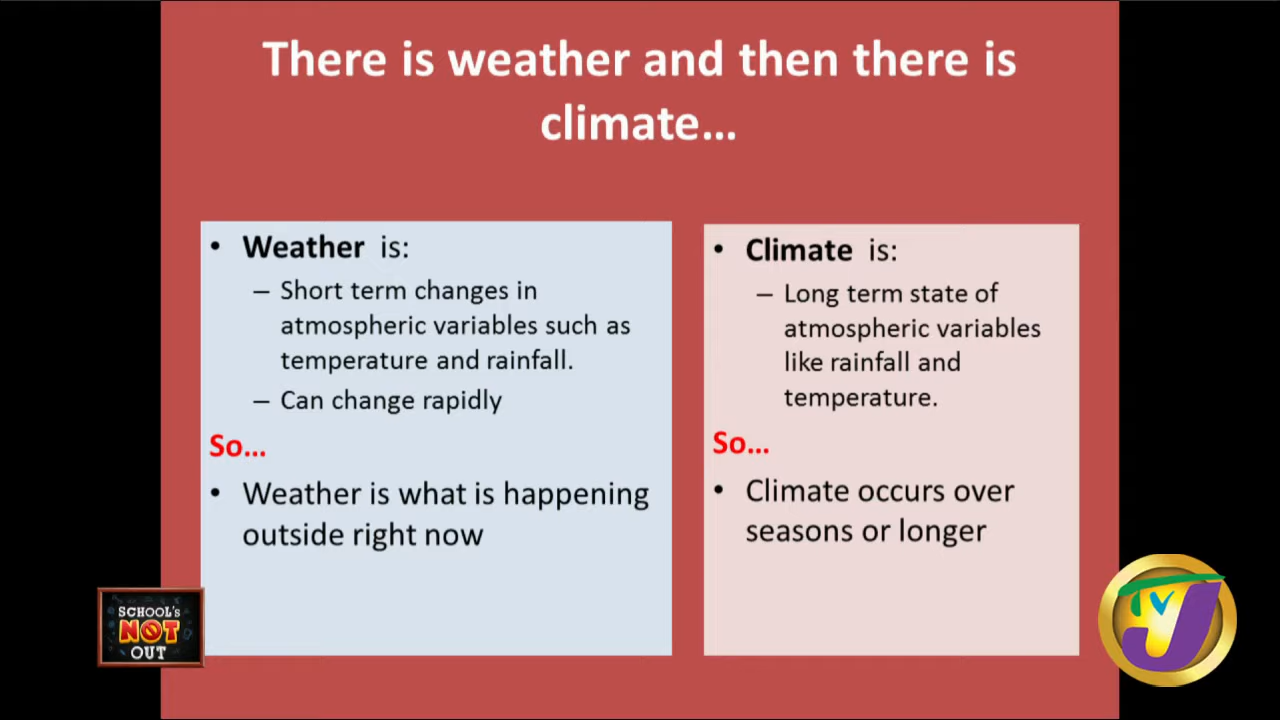 There is weather and then there is
climate…
• Weather is:
– Short term changes in
atmospheric variables such as
temperature and rainfall.
– Can change rapidly
So…
• Weather is what is happening
outside right now
• Climate is:
– Long term state of
atmospheric variables
like rainfall and
temperature.
So…
• Climate occurs over
seasons or longer
SCHOOL'S
NOT
OUT
TVJ